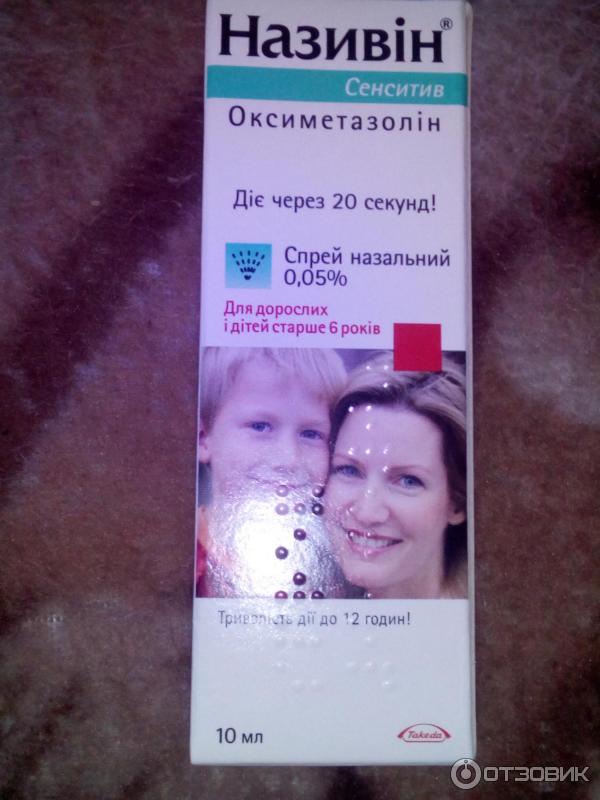 Називін®
Сенситив
Оксиметазолін
Діє через 20 секунд!
Спрей назальний
0,05%
Для дорослих
і дітей старше 6 років
Тривалість дії до 12 годин!
10 мл
Takeda
ОТЗОВИК